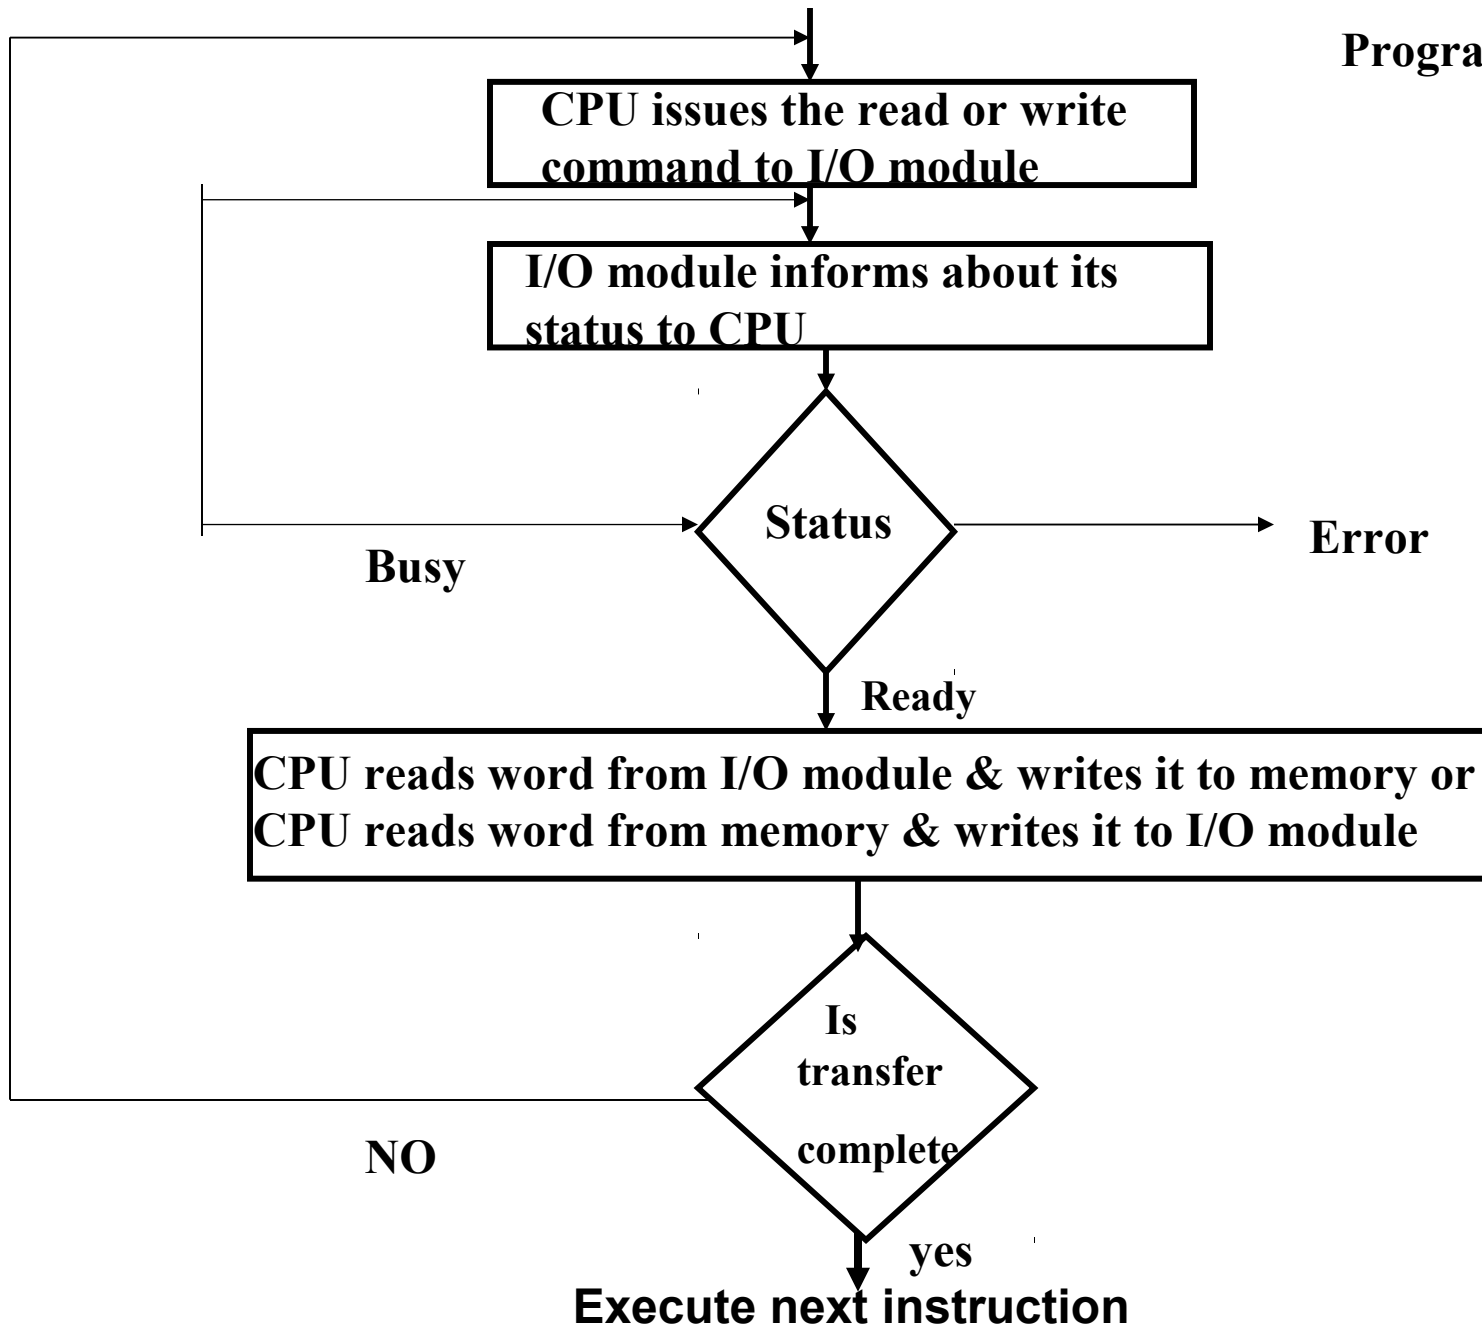 Progra
CPU issues the read or write
command to I/O module
I/O module informs about its
status to CPU
Status
Error
Busy
Ready
CPU reads word from I/O module & writes it to memory or
CPU reads word from memory & writes it to I/O module
Is
transfer
complete
NO
yes
Execute next instruction